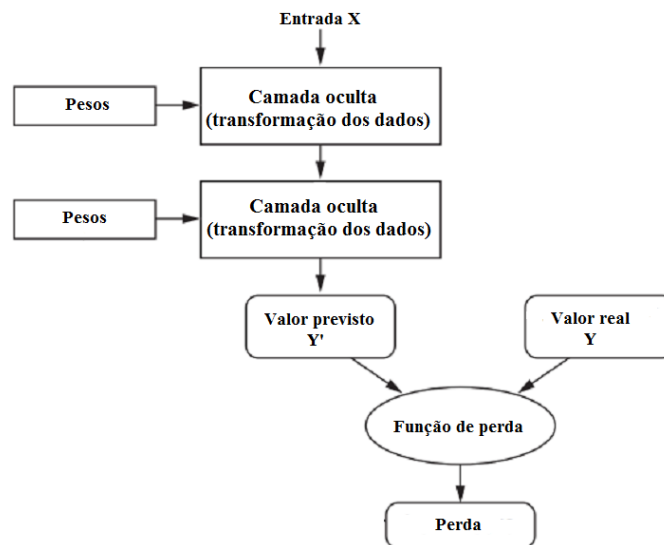 Entrada X
Pesos
Camada oculta
(transformação dos dados)
Pesos
Camada oculta
(transformação dos dados)
Valor previsto
Y'
Valor real
Y
Função de perda
Perda